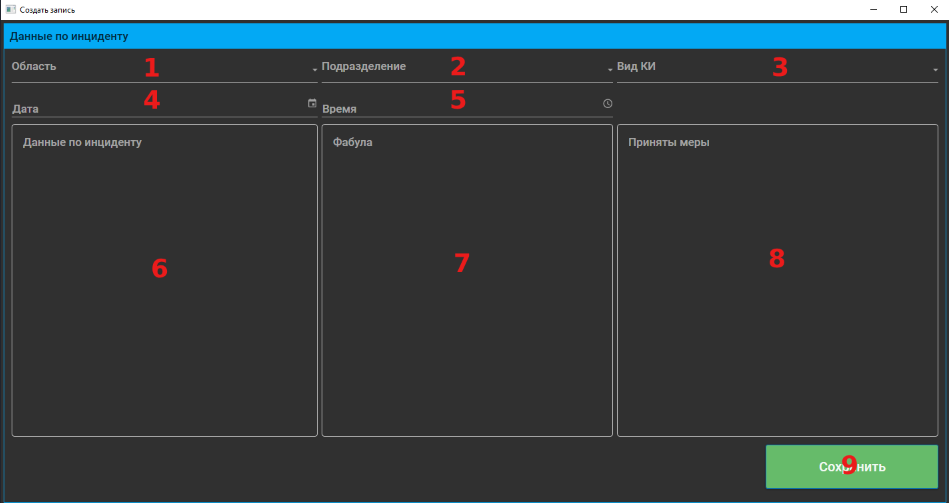 Создать запись
Данные по инциденту
Область 1 Подразделение 2 Вид КИ 3
Дата 4 Время 5
Данные по инциденту Фабула Приняты меры
6 7 8
Сохранить 9